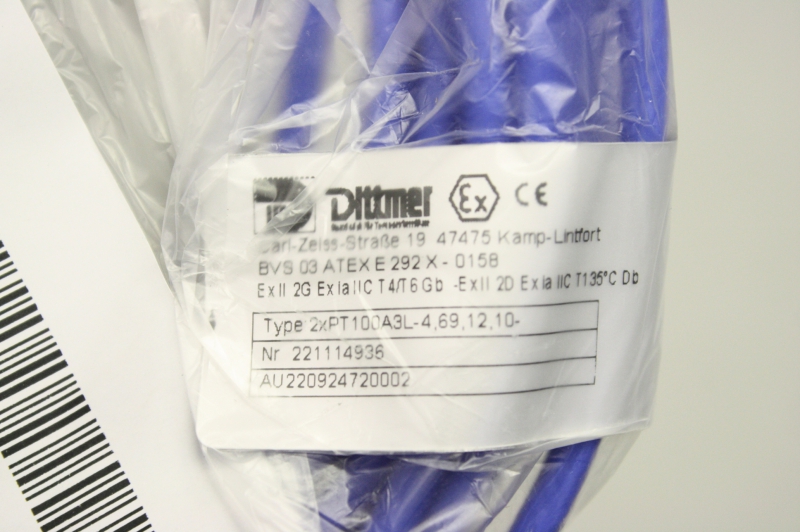 Dittmer Ex CE
Carl-Zeiss-Straße 19 47475 Kamp-Lintfort
BVS 03 ATEX E 292 X - 0158
Ex II 2G Ex Ia IIC T4/T6 Gb -Ex II 2D Ex ia IIC T135°C Db
Type 2xPT100A3L-4,69,12,10-
Nr 221114936
AU220924720002